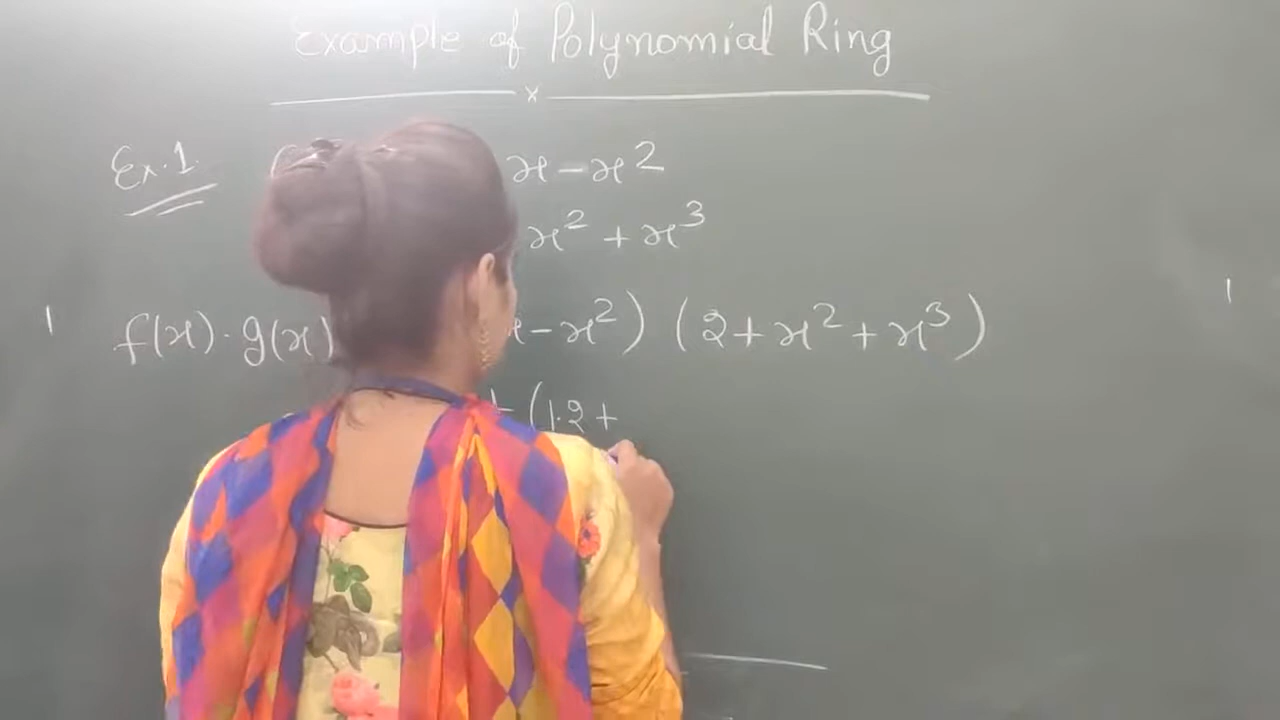 Example of Polynomial Ring
x
Ex.1 x - x²
x² + x³
f(x) · g(x) x - x²) (2 + x² + x³)
+ (1.2 +